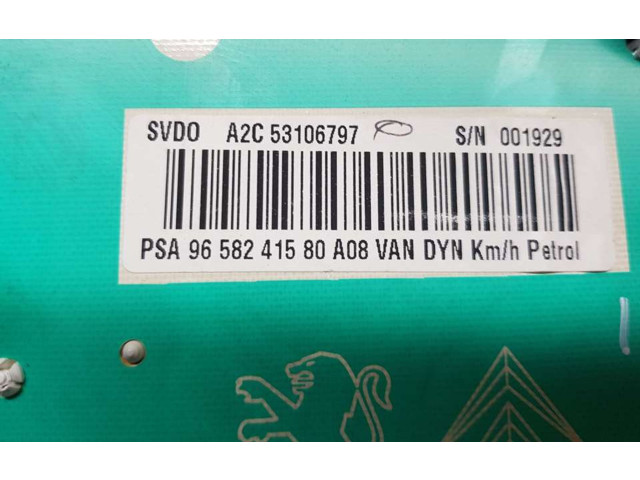 SVDO A2C 53106797 S/N 001929
PSA 96 582 415 80 A08 VAN DYN Km/h Petrol